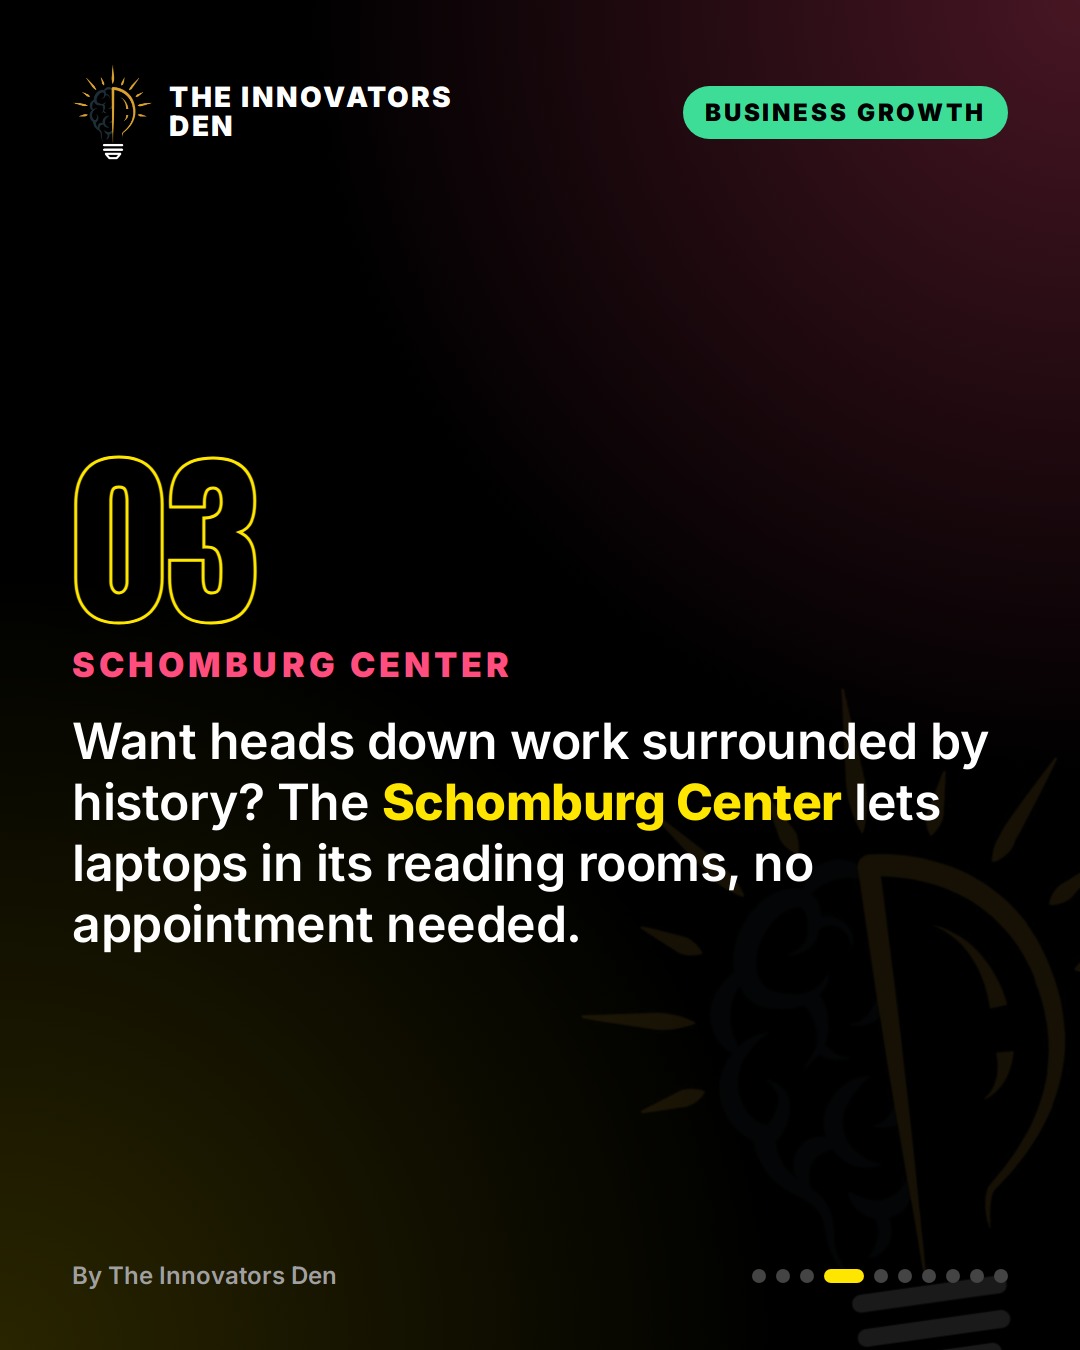 THE INNOVATORS
DEN
BUSINESS GROWTH
03
SCHOMBURG CENTER
Want heads down work surrounded by
history? The Schomburg Center lets
laptops in its reading rooms, no
appointment needed.
By The Innovators Den